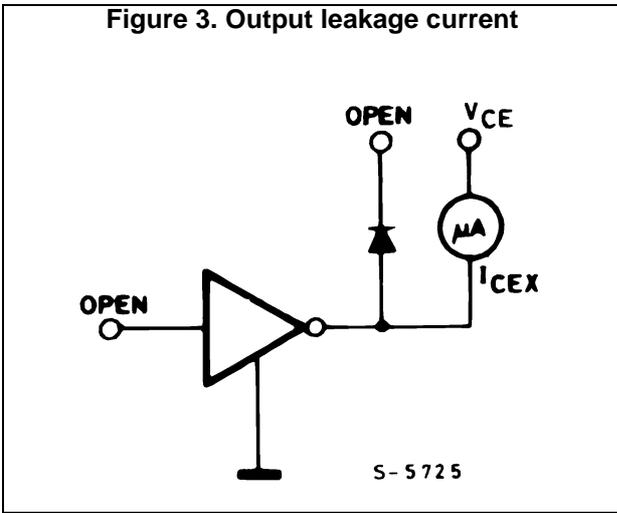 Figure 3. Output leakage current
OPEN
VCE
μA
ICEX
OPEN
S-5725